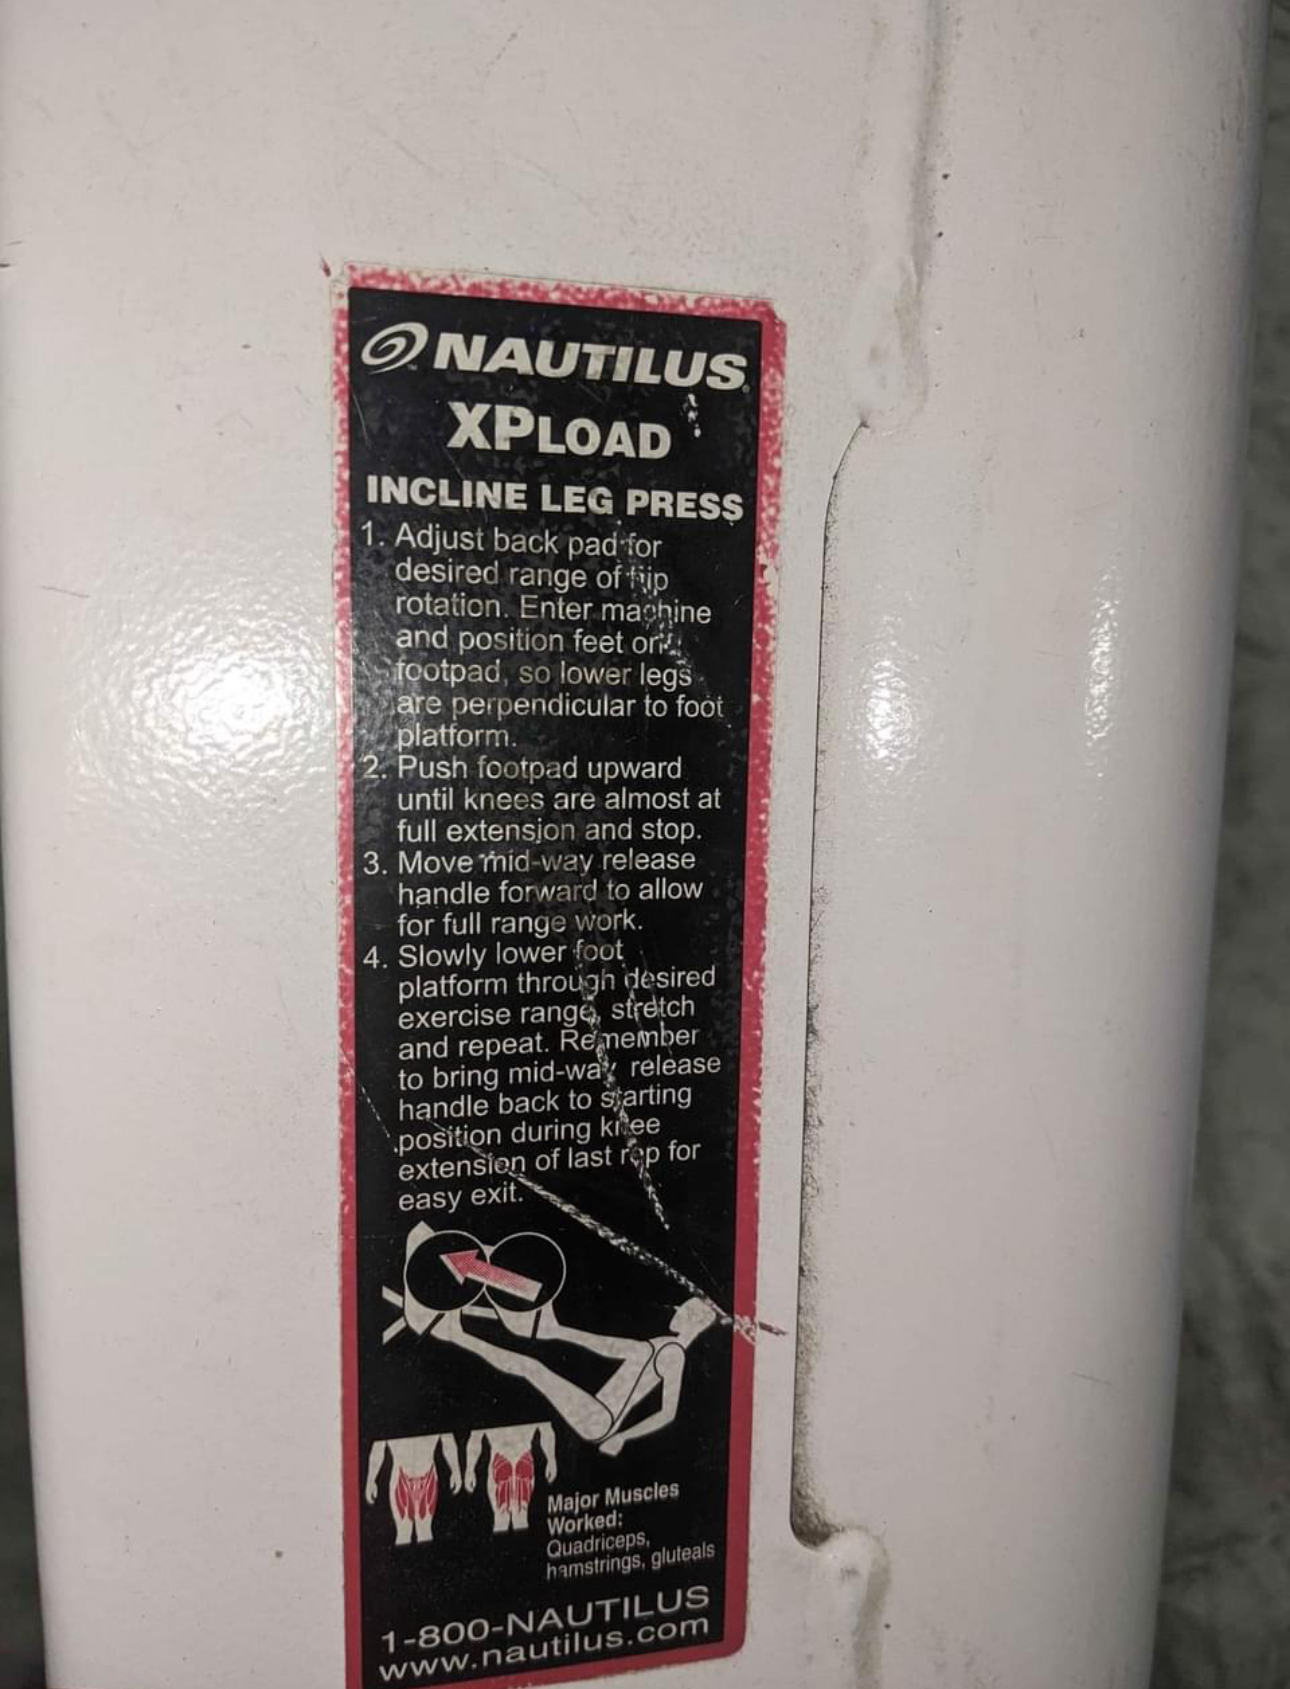 NAUTILUS
XPLOAD
INCLINE LEG PRESS
1. Adjust back pad for
desired range of hip
rotation. Enter machine
and position feet on
footpad, so lower legs
are perpendicular to foot
platform.
2. Push footpad upward
until knees are almost at
full extension and stop.
3. Move mid-way release
handle forward to allow
for full range work.
4. Slowly lower foot
platform through desired
exercise range, stretch
and repeat. Remember
to bring mid-way release
handle back to starting
position during knee
extension of last rep for
easy exit.
Major Muscles
Worked:
Quadriceps,
hamstrings, gluteals
1-800-NAUTILUS
www.nautilus.com